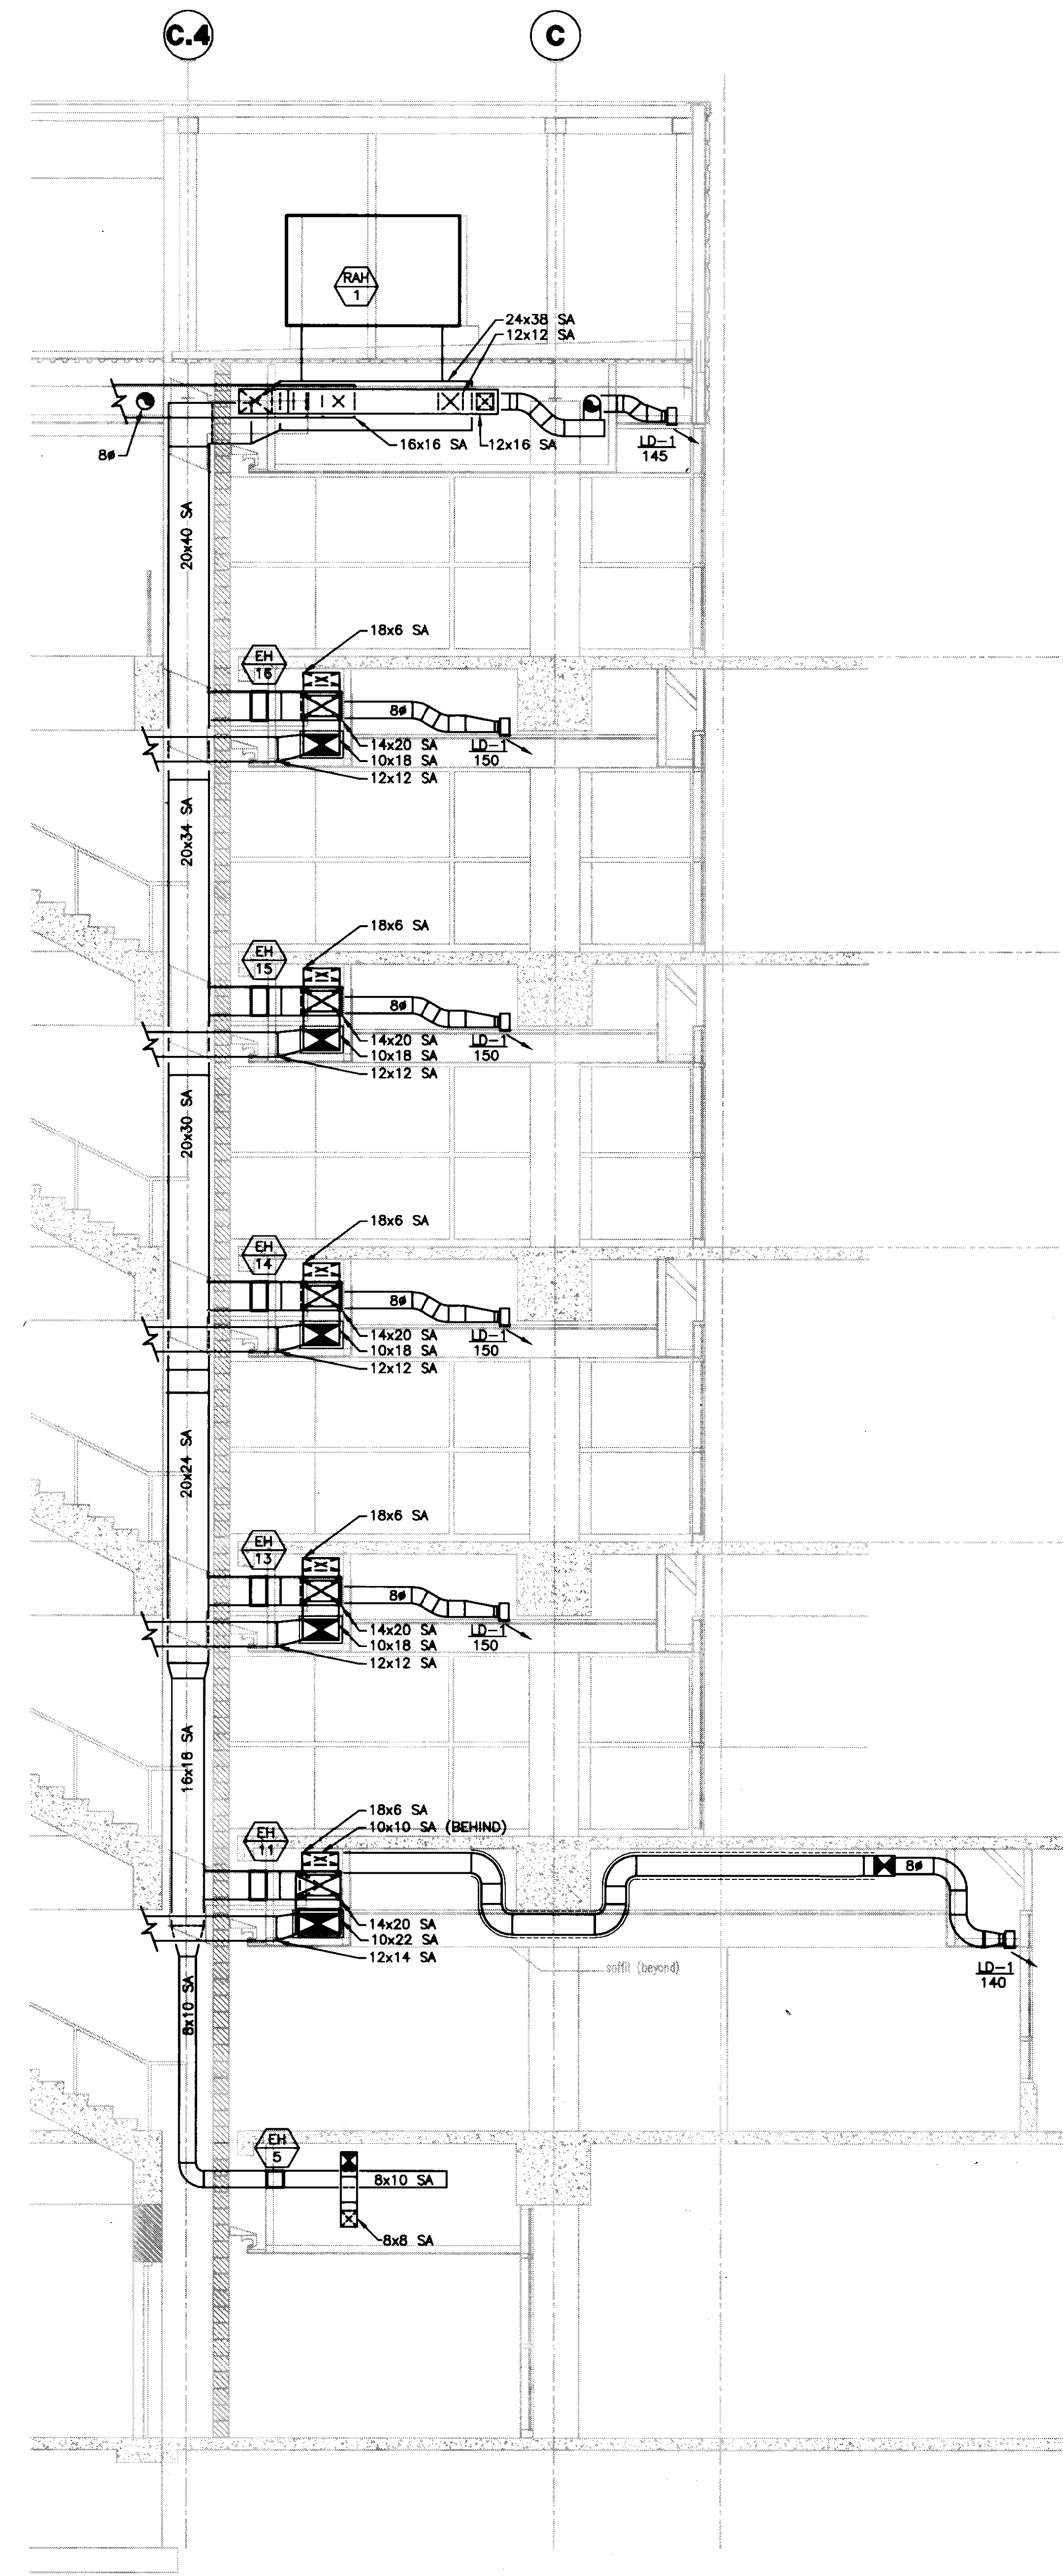 C.4
C
RAH
1
24x38 SA
12x12 SA
16x16 SA
12x16 SA
8ø
LD-1
145
20x40 SA
18x6 SA
EH
16
8ø
14x20 SA
10x18 SA
12x12 SA
LD-1
150
20x34 SA
18x6 SA
EH
15
8ø
14x20 SA
10x18 SA
12x12 SA
LD-1
150
20x30 SA
18x6 SA
EH
14
8ø
14x20 SA
10x18 SA
12x12 SA
LD-1
150
20x24 SA
18x6 SA
EH
13
8ø
14x20 SA
10x18 SA
12x12 SA
LD-1
150
16x18 SA
18x6 SA
10x10 SA (BEHIND)
EH
11
8ø
14x20 SA
10x22 SA
12x14 SA
soffit (beyond)
LD-1
140
8x10 SA
EH
5
8x10 SA
8x8 SA